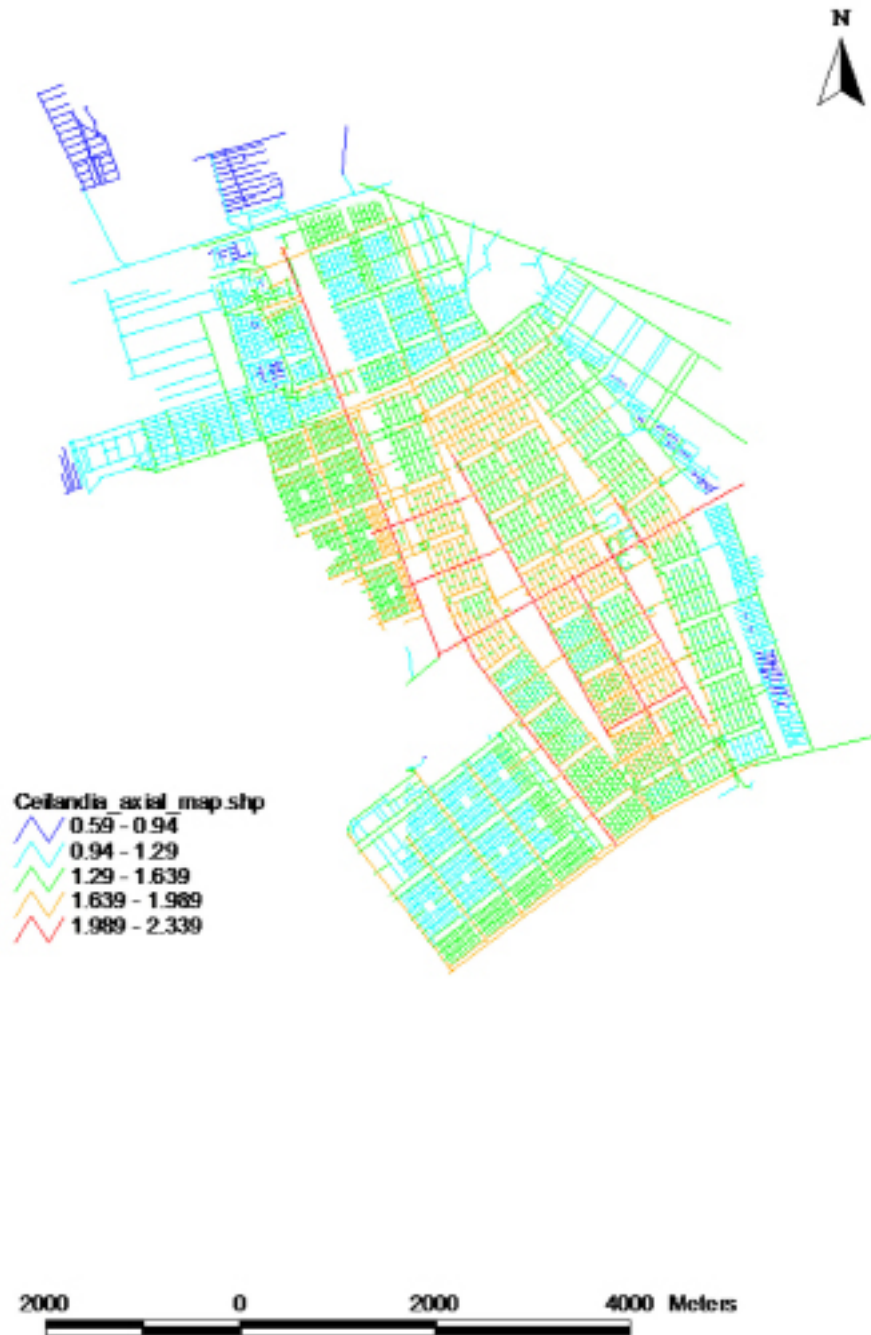 N
Ceilandia_axial_map.shp
0.59 - 0.94
0.94 - 1.29
1.29 - 1.639
1.639 - 1.989
1.989 - 2.339
2000 0 2000 4000 Meters